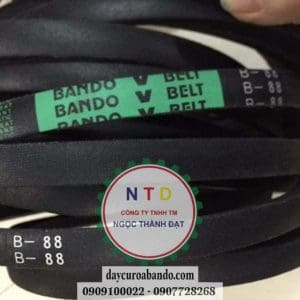 BANDO V BELT
BANDO V BELT
BANDO V BELT
B-88
B-88
N T D
CÔNG TY TNHH TM
NGỌC THÀNH ĐẠT
B-88
B-88
daycuroabando.com
0909100022 - 0907728268